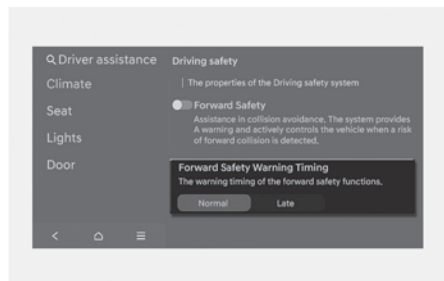 Driver assistance
Climate
Seat
Lights
Door
Driving safety
The properties of the Driving safety system
Forward Safety
Assistance in collision avoidance, The system provides
A warning and actively controls the vehicle when a risk
of forward collision is detected.
Forward Safety Warning Timing
The warning timing of the forward safety functions.
Normal
Late